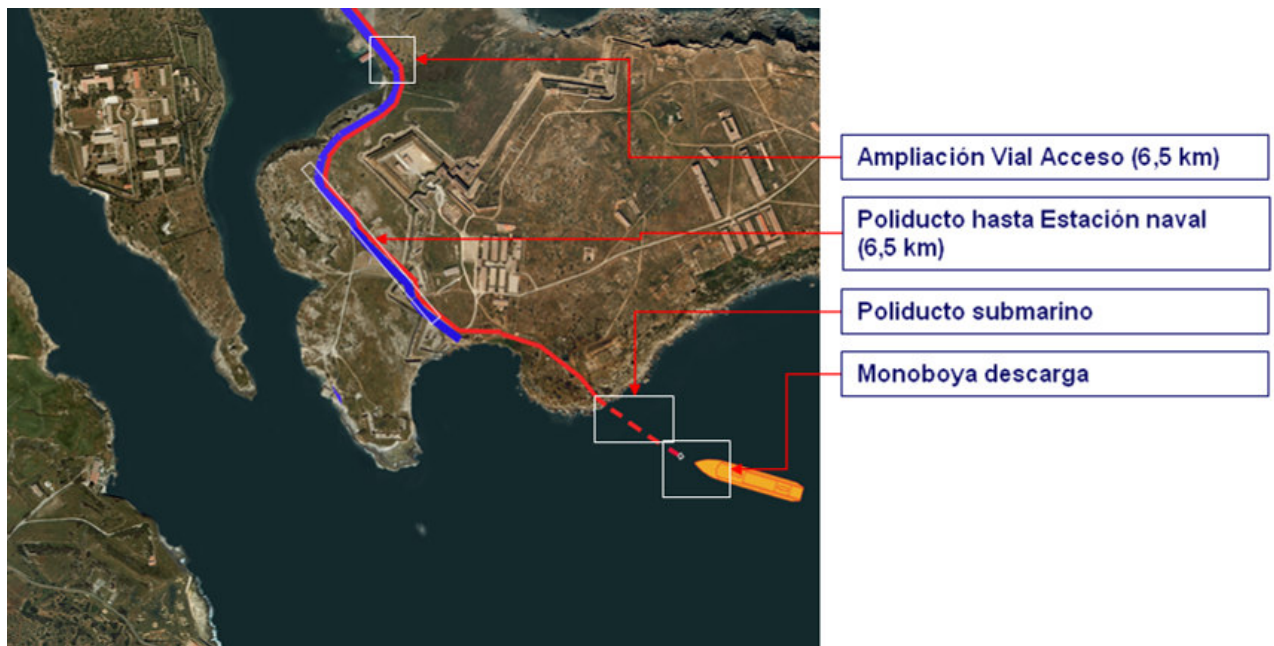 Ampliación Vial Acceso (6,5 km)
Poliducto hasta Estación naval
(6,5 km)
Poliducto submarino
Monoboya descarga